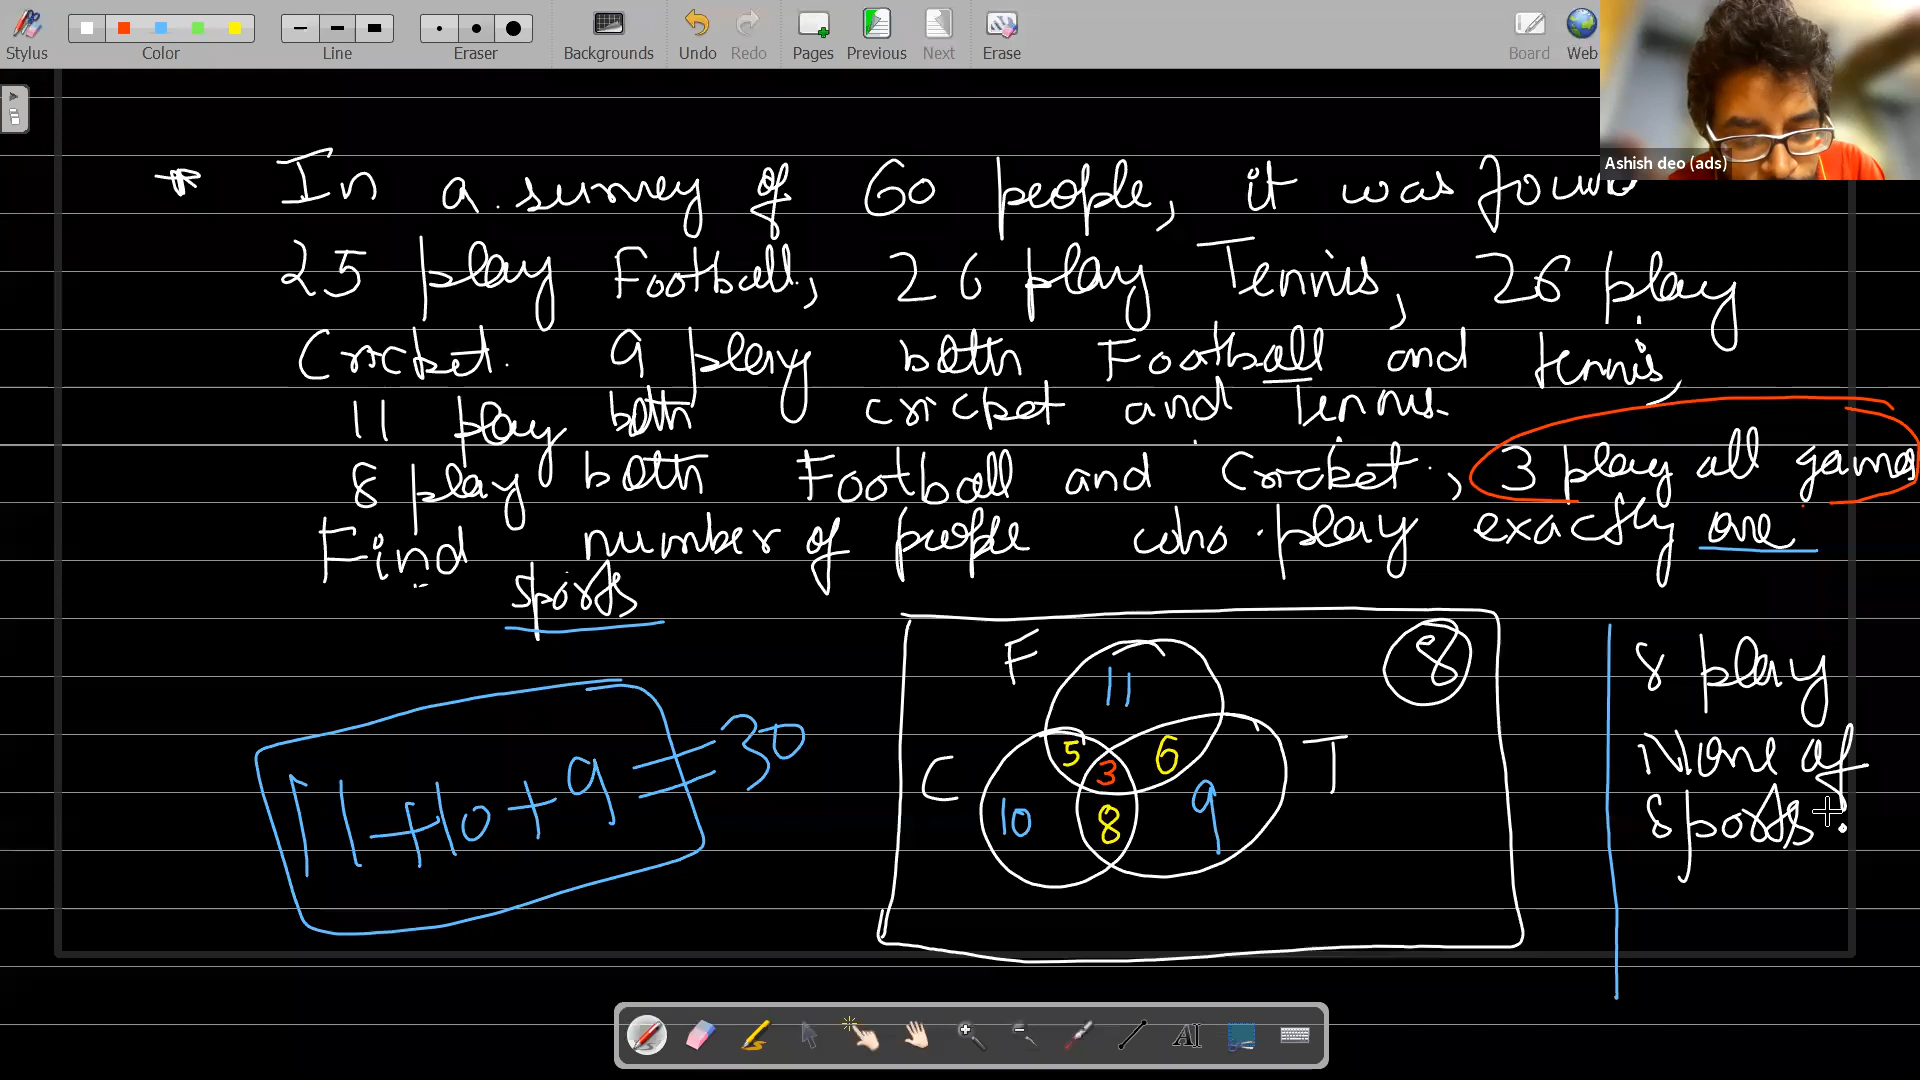 Stylus
Color
Line
Eraser
Backgrounds
Undo
Redo
Pages
Previous
Next
Erase
Board
Web
Ashish deo (ads)
In a survey of 60 people, it was found
25 play Football, 26 play Tennis, 26 play
Cricket. 9 play both Football and tennis,
11 play both cricket and Tennis.
8 play both Football and Cricket, 3 play all games
Find number of people who play exactly one
sports
F
11
8
5
6
3
C
T
10
8
9
11+10+9=30
8 play
None of
sports.
AI